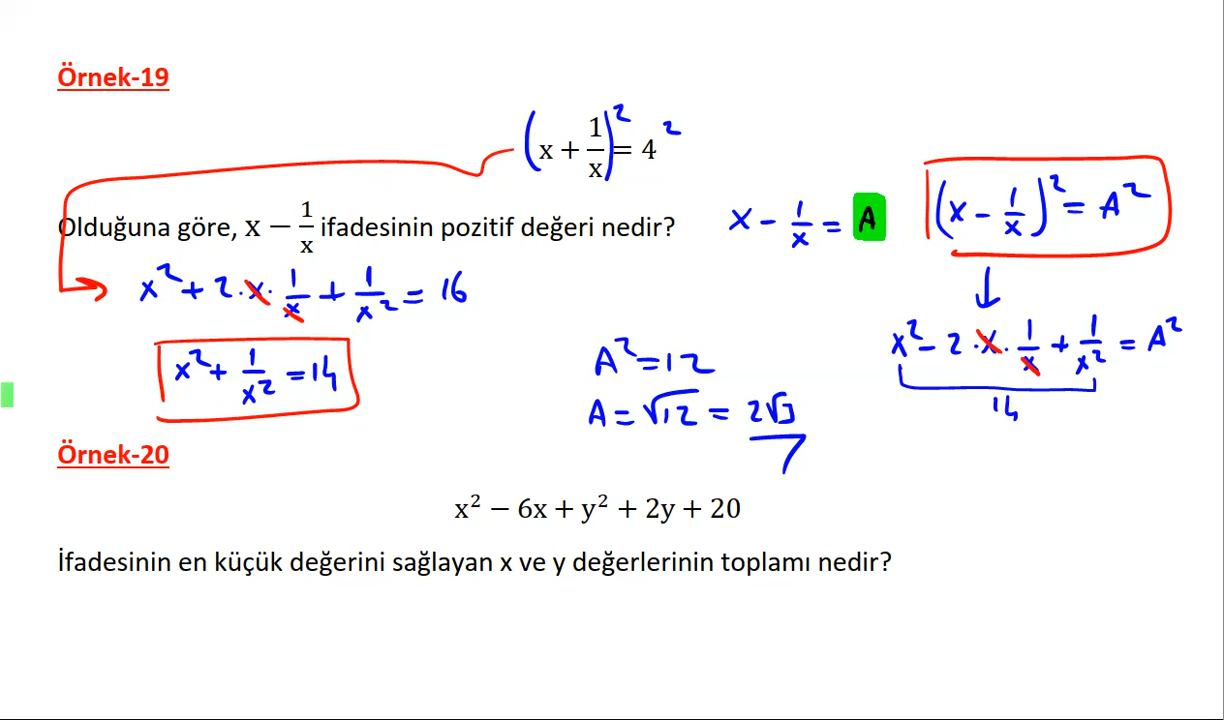 Örnek-19
(x + 1/x)² = 4²
Olduğuna göre, x − 1/x ifadesinin pozitif değeri nedir?
x - 1/x = A
(x - 1/x)² = A²
x² + 2·x·1/x + 1/x² = 16
x² - 2·x·1/x + 1/x² = A²
14
x² + 1/x² = 14
A² = 12
A = √12 = 2√3
Örnek-20
x² − 6x + y² + 2y + 20
İfadesinin en küçük değerini sağlayan x ve y değerlerinin toplamı nedir?